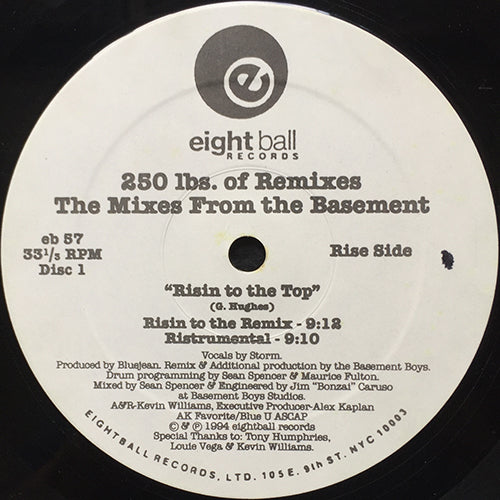 e
eight ball
RECORDS
250 lbs. of Remixes
The Mixes From the Basement
eb 57
33 1/3 RPM
Disc 1
Rise Side
"Risin to the Top"
(G. Hughes)
Risin to the Remix - 9:12
Ristrumental - 9:10
Vocals by Storm.
Produced by Bluejean. Remix & Additional production by the Basement Boys.
Drum programing by Sean Spencer & Maurice Fulton.
Mixed by Sean Spencer & Engineered by Jim "Bonzai" Caruso
at Basement Boys Studios.
A&R-Kevin Williams, Executive Producer-Alex Kaplan
AK Favorite/Blue U ASCAP
© & ℗ 1994 eightball records
Special Thanks to: Tony Humphries,
Louie Vega & Kevin Williams.
EIGHTBALL RECORDS, LTD. 105 E. 9th ST. NYC 10003